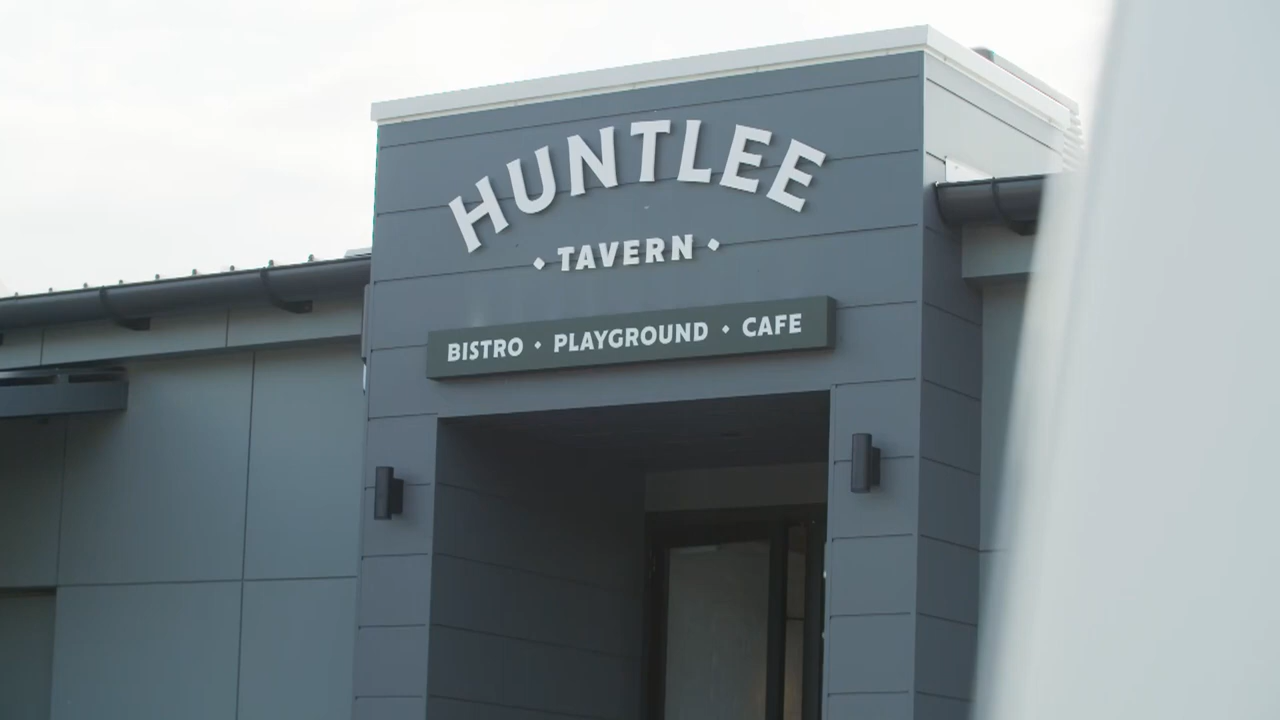 HUNTLEE
• TAVERN •
BISTRO • PLAYGROUND • CAFE